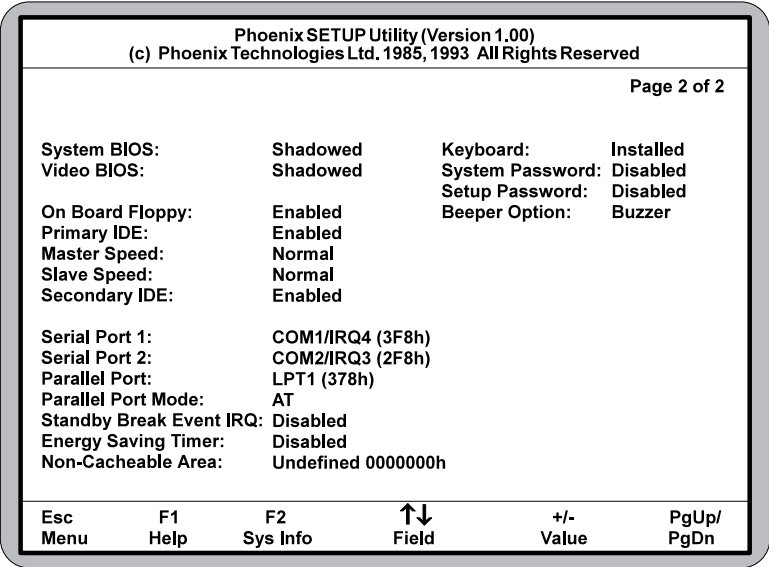 Phoenix SETUP Utility (Version 1.00)
(c) Phoenix Technologies Ltd. 1985, 1993 All Rights Reserved
Page 2 of 2
System BIOS: Shadowed Keyboard: Installed
Video BIOS: Shadowed System Password: Disabled
Setup Password: Disabled
On Board Floppy: Enabled Beeper Option: Buzzer
Primary IDE: Enabled
Master Speed: Normal
Slave Speed: Normal
Secondary IDE: Enabled
Serial Port 1: COM1/IRQ4 (3F8h)
Serial Port 2: COM2/IRQ3 (2F8h)
Parallel Port: LPT1 (378h)
Parallel Port Mode: AT
Standby Break Event IRQ: Disabled
Energy Saving Timer: Disabled
Non-Cacheable Area: Undefined 0000000h
Esc F1 F2 ↑↓ +/- PgUp/
Menu Help Sys Info Field Value PgDn